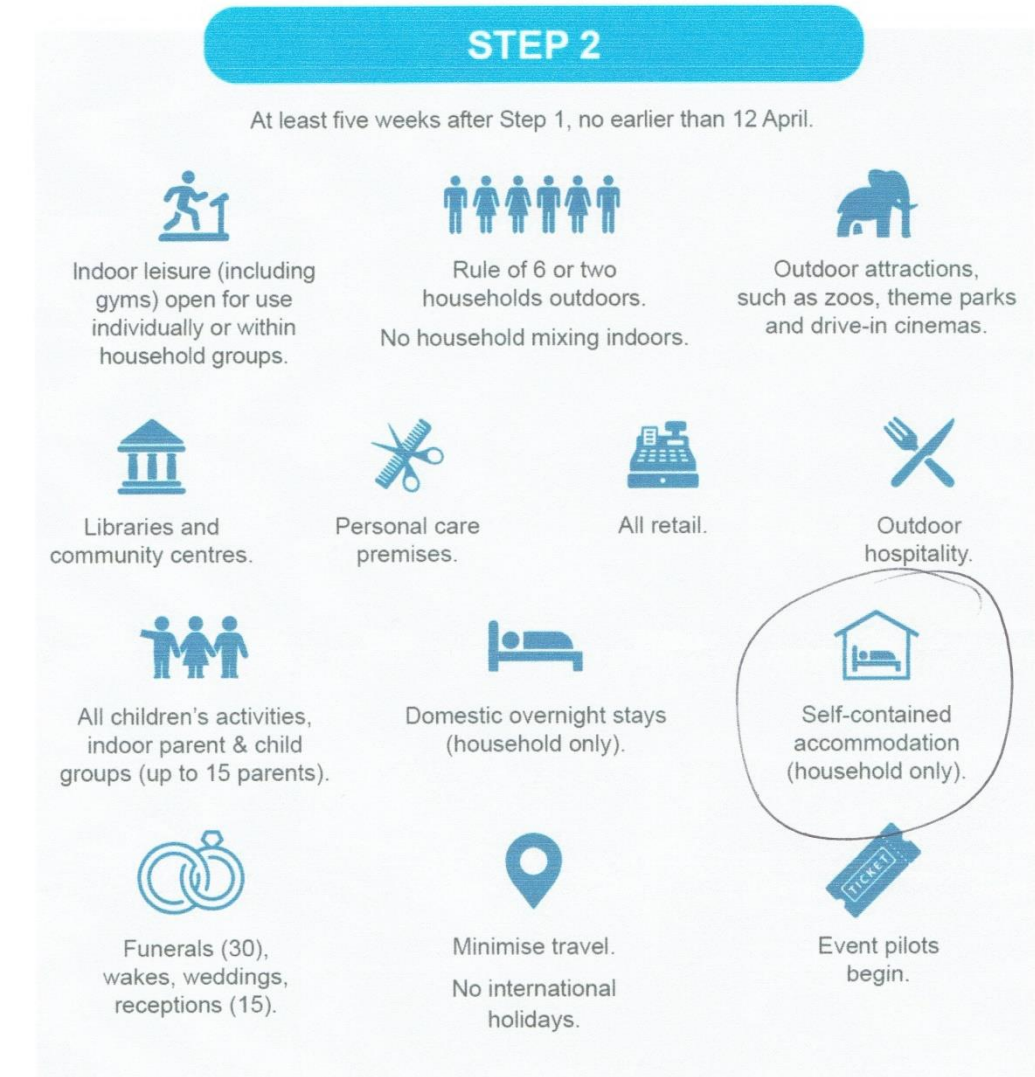 STEP 2
At least five weeks after Step 1, no earlier than 12 April.
Indoor leisure (including
gyms) open for use
individually or within
household groups.
Rule of 6 or two
households outdoors.
No household mixing indoors.
Outdoor attractions,
such as zoos, theme parks
and drive-in cinemas.
Libraries and
community centres.
Personal care
premises.
All retail.
Outdoor
hospitality.
All children’s activities,
indoor parent & child
groups (up to 15 parents).
Domestic overnight stays
(household only).
Self-contained
accommodation
(household only).
Funerals (30),
wakes, weddings,
receptions (15).
Minimise travel.
No international
holidays.
TICKET
Event pilots
begin.